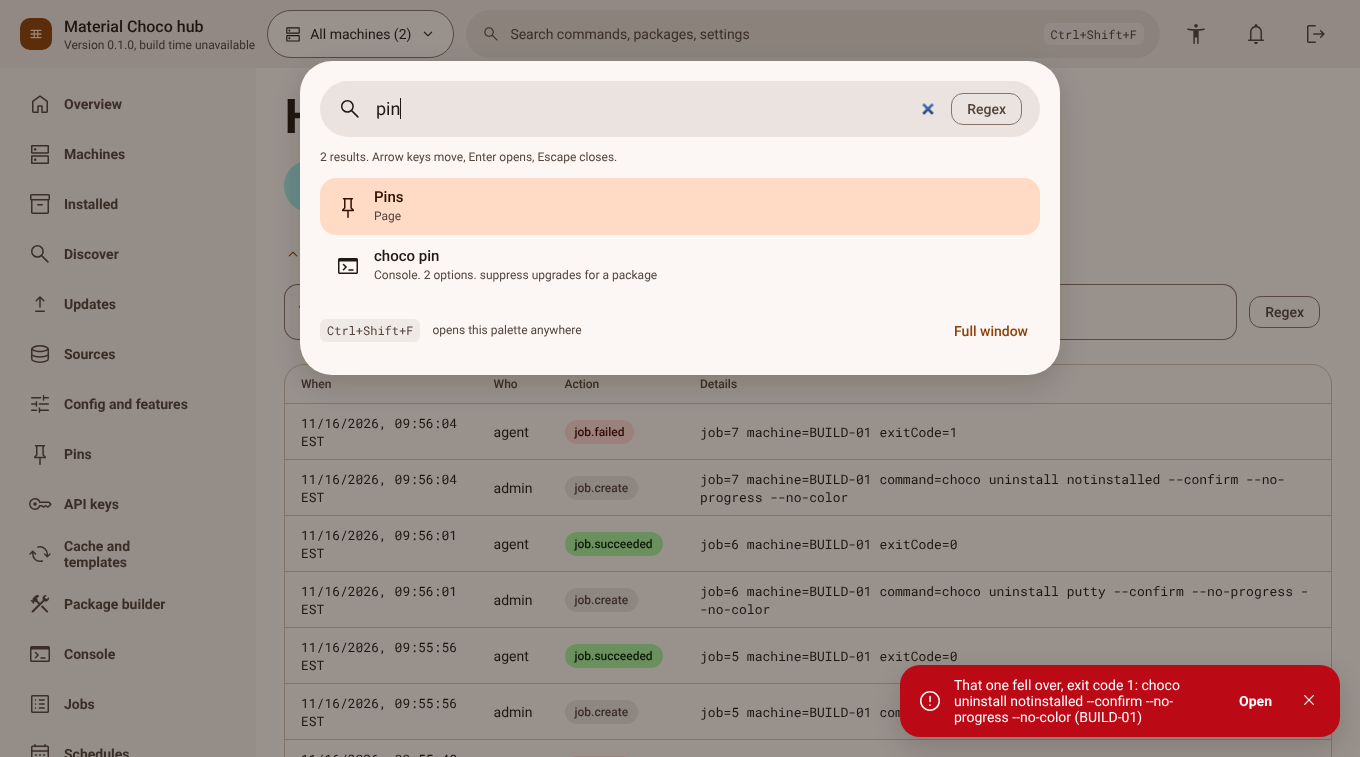 Material Choco hub
Version 0.1.0, build time unavailable
All machines (2)
Search commands, packages, settings
Ctrl+Shift+F
pin
Regex
2 results. Arrow keys move, Enter opens, Escape closes.
Pins
Page
choco pin
Console. 2 options. suppress upgrades for a package
Ctrl+Shift+F
opens this palette anywhere
Full window
Overview
Machines
Installed
Discover
Updates
Sources
Config and features
Pins
API keys
Cache and
templates
Package builder
Console
Jobs
Schedules
Regex
When
Who
Action
Details
11/16/2026, 09:56:04
EST
agent
job.failed
job=7 machine=BUILD-01 exitCode=1
11/16/2026, 09:56:04
EST
admin
job.create
job=7 machine=BUILD-01 command=choco uninstall notinstalled --confirm --no-
progress --no-color
11/16/2026, 09:56:01
EST
agent
job.succeeded
job=6 machine=BUILD-01 exitCode=0
11/16/2026, 09:56:01
EST
admin
job.create
job=6 machine=BUILD-01 command=choco uninstall putty --confirm --no-progress -
-no-color
11/16/2026, 09:55:56
EST
agent
job.succeeded
job=5 machine=BUILD-01 exitCode=0
11/16/2026, 09:55:56
EST
admin
job.create
job=5 machine=BUILD-01
That one fell over, exit code 1: choco
uninstall notinstalled --confirm --no-
progress --no-color (BUILD-01)
Open